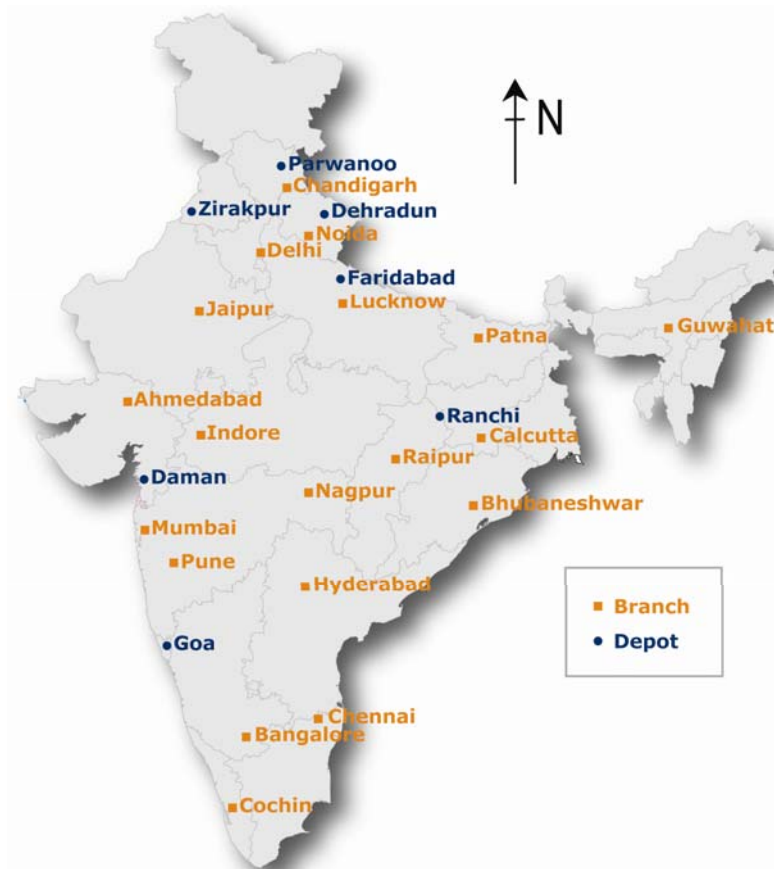 N
Parwanoo
Chandigarh
Zirakpur
Dehradun
Noida
Delhi
Faridabad
Lucknow
Jaipur
Guwahat
Patna
Ahmedabad
Ranchi
Indore
Calcutta
Raipur
Daman
Nagpur
Bhubaneshwar
Mumbai
Pune
Hyderabad
Branch
Depot
Goa
Chennai
Bangalore
Cochin